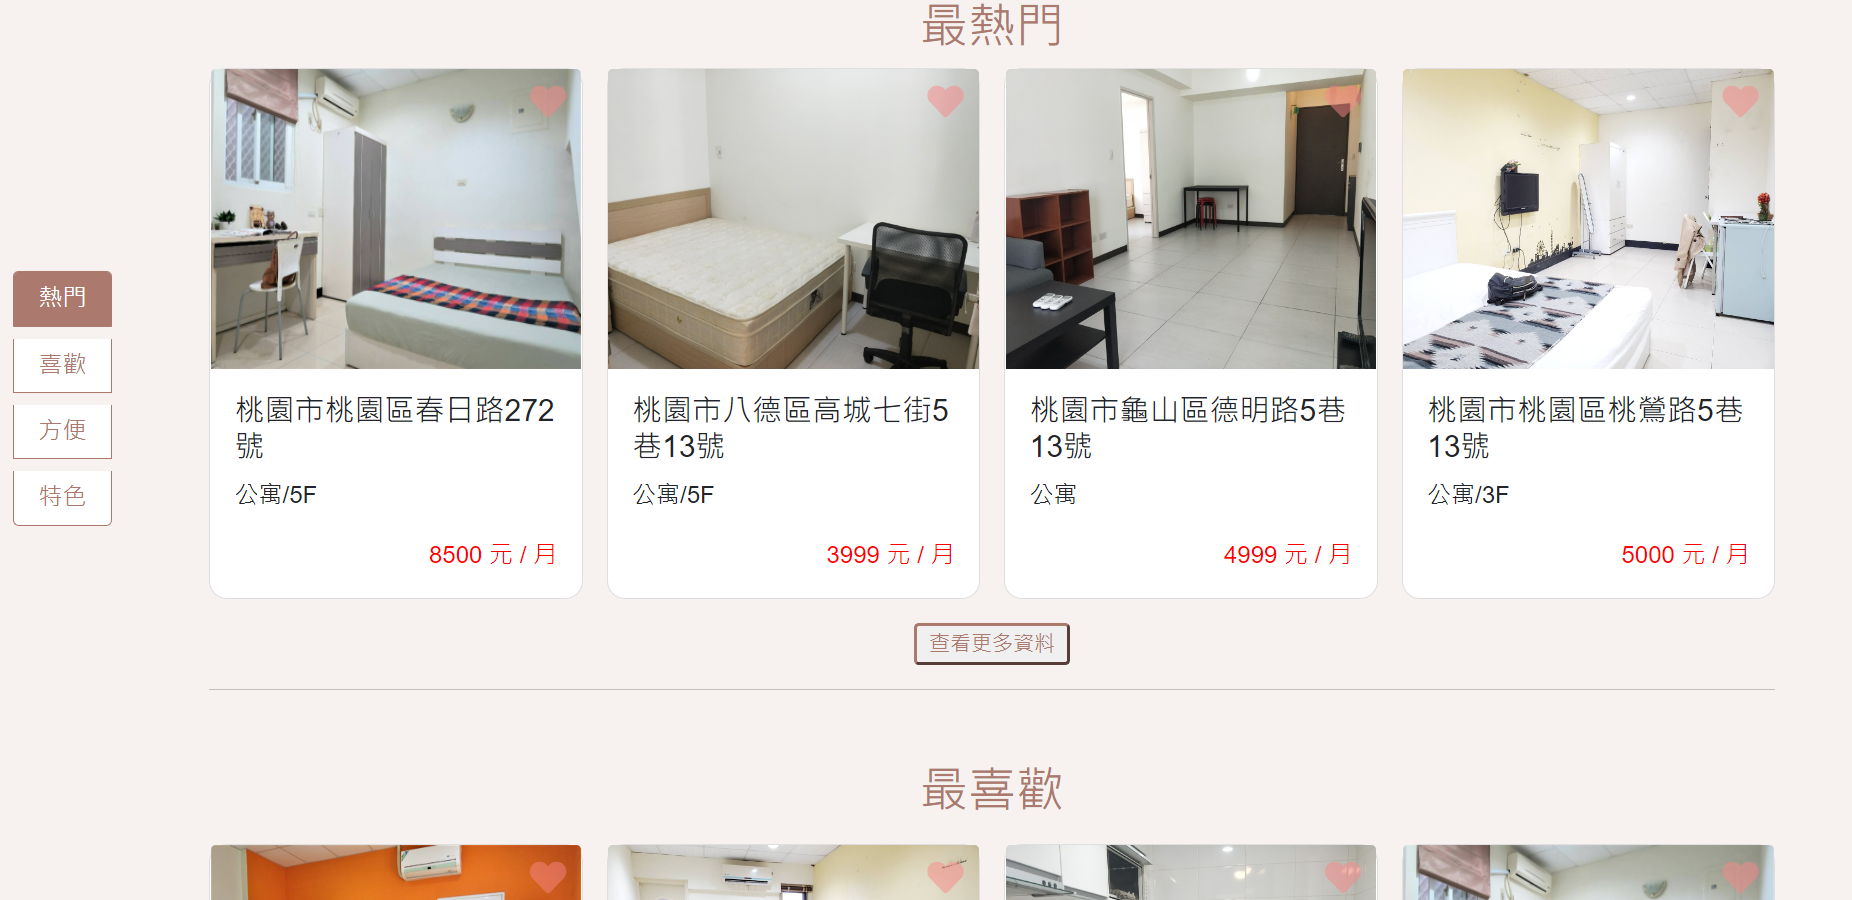 最熱門
熱門
喜歡
方便
特色
桃園市桃園區春日路272
號
公寓/5F
8500 元 / 月
桃園市八德區高城七街5
巷13號
公寓/5F
3999 元 / 月
桃園市龜山區德明路5巷
13號
公寓
4999 元 / 月
桃園市桃園區桃鶯路5巷
13號
公寓/3F
5000 元 / 月
查看更多資料
最喜歡